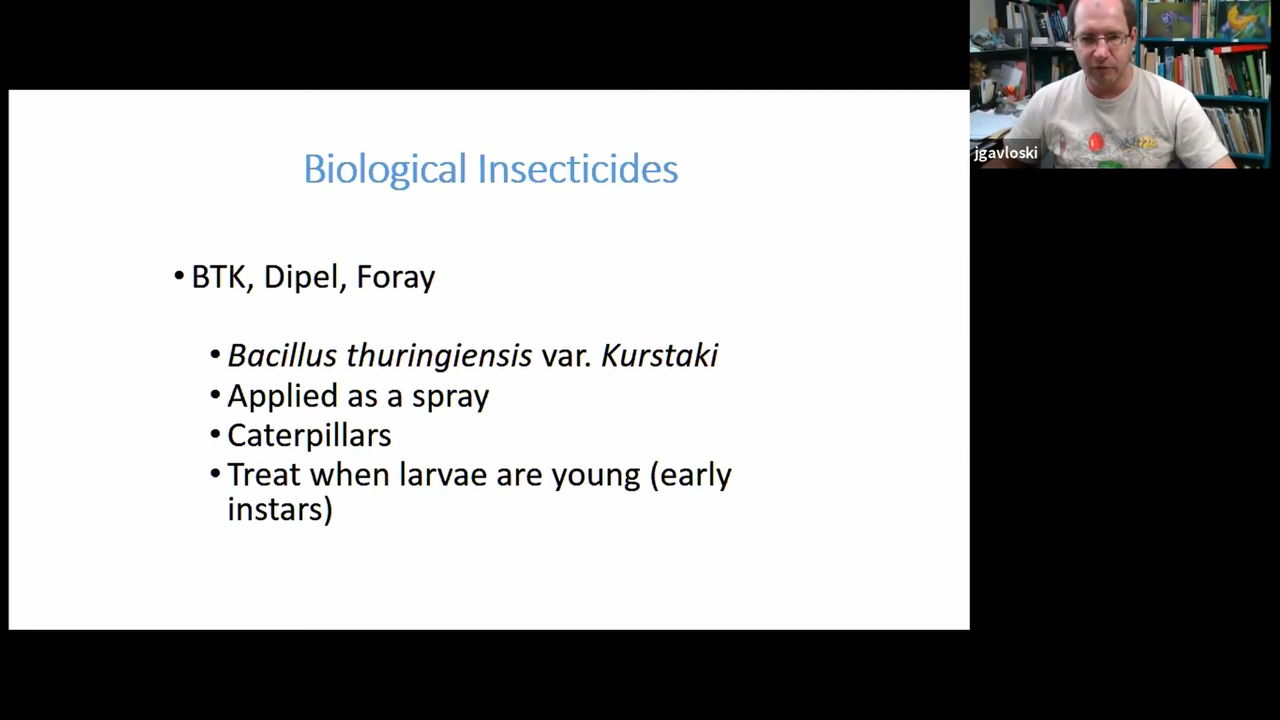 Biological Insecticides
• BTK, Dipel, Foray
• Bacillus thuringiensis var. Kurstaki
• Applied as a spray
• Caterpillars
• Treat when larvae are young (early
instars)
jgavloski